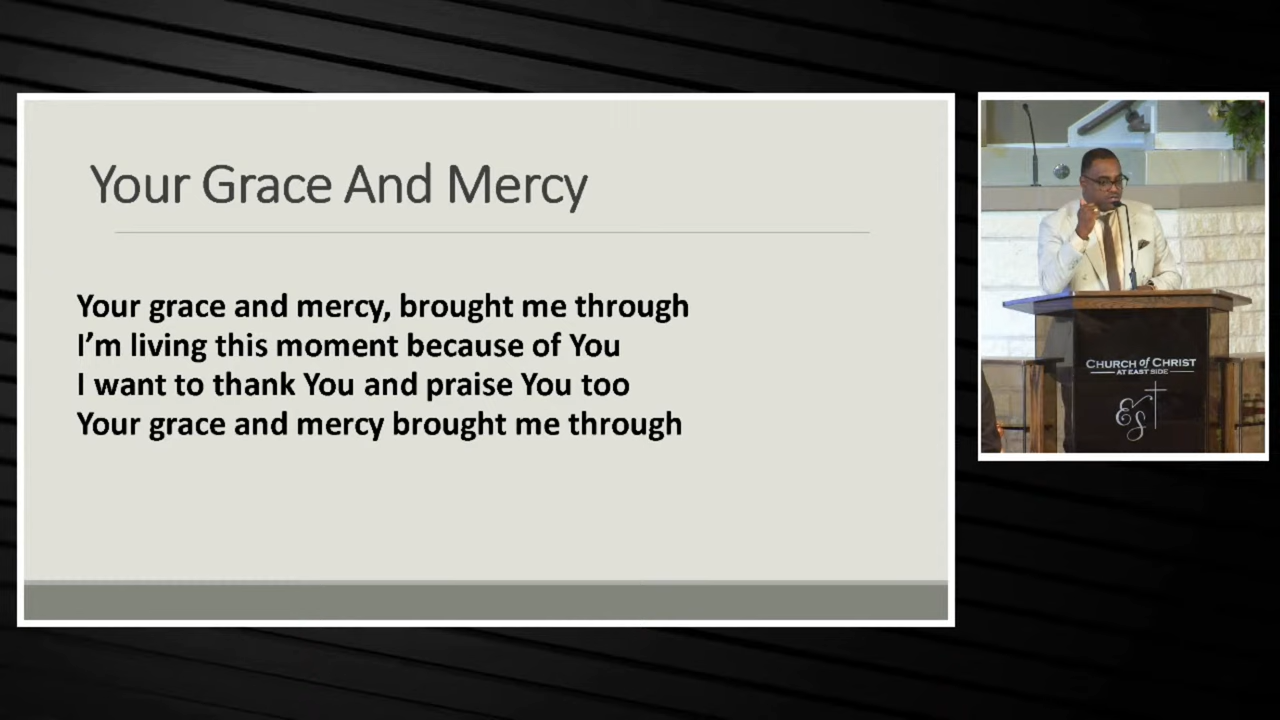 Your Grace And Mercy
Your grace and mercy, brought me through
I’m living this moment because of You
I want to thank You and praise You too
Your grace and mercy brought me through
CHURCH of CHRIST
AT EAST SIDE
ES